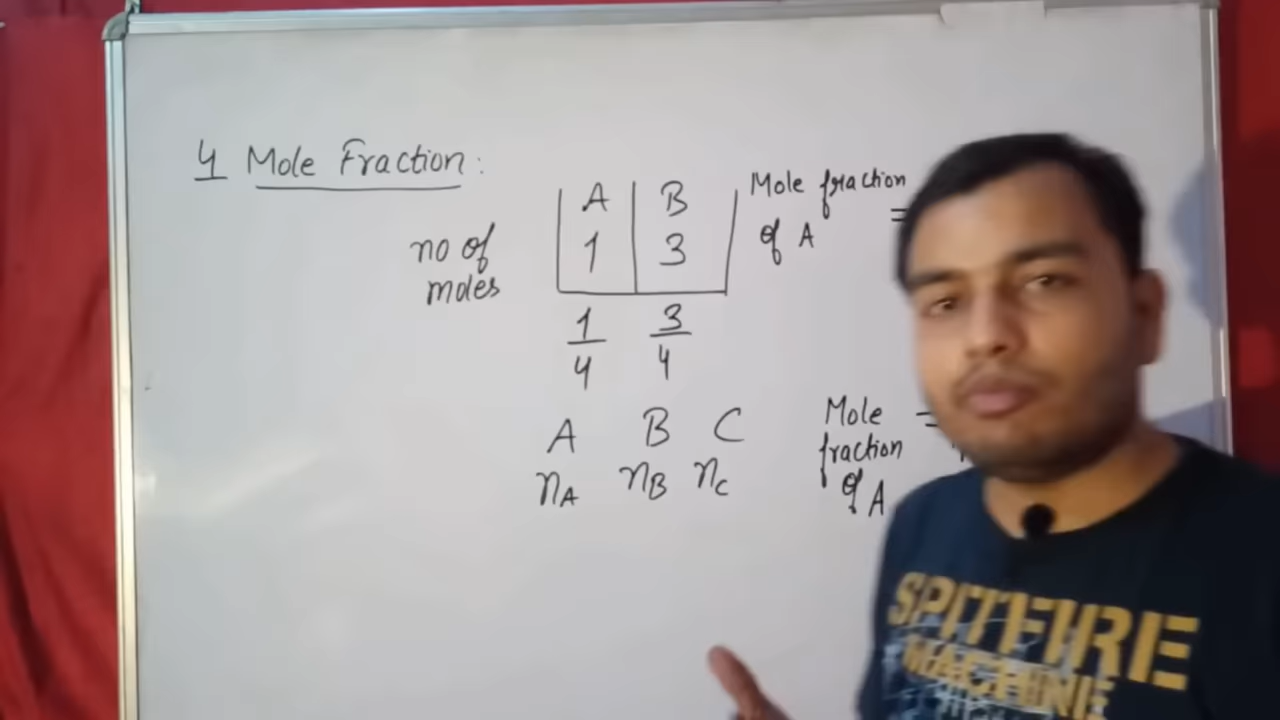 4 Mole Fraction:
A B
no of moles
1 3
1/4 3/4
Mole fraction
of A =
A B C
nA nB nC
Mole =
fraction
of A
SPITFIRE
MACHINE